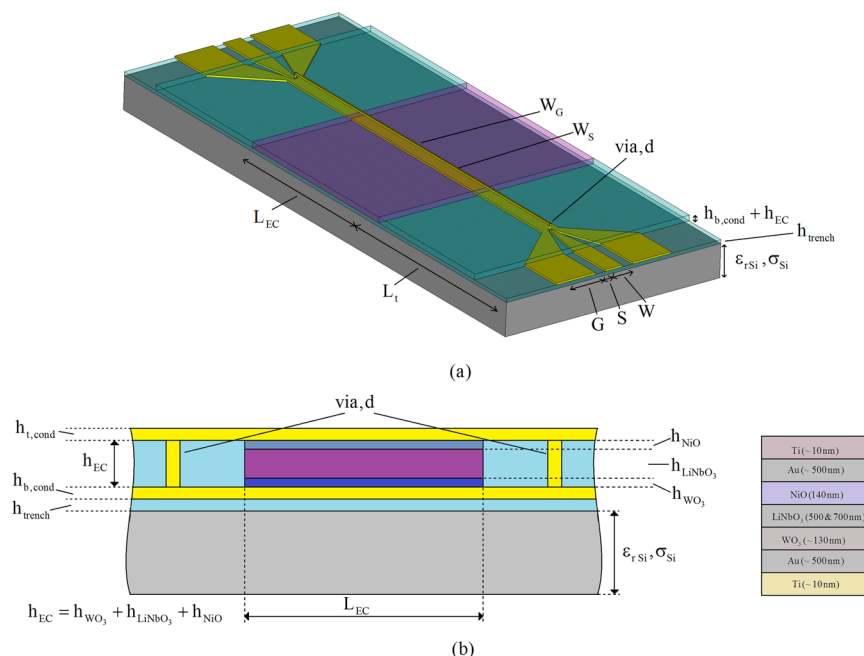 W_G
W_S
via,d
L_EC
h_b,cond + h_EC
h_trench
L_t
ε_rSi, σ_Si
G S W
(a)
via,d
h_t,cond
h_NiO
h_EC
h_LiNbO₃
h_b,cond
h_WO₃
h_trench
ε_rSi, σ_Si
h_EC = h_WO₃ + h_LiNbO₃ + h_NiO
L_EC
(b)
Ti (~10nm)
Au (~500nm)
NiO (140nm)
LiNbO₃ (500 & 700nm)
WO₃ (~130nm)
Au (~500nm)
Ti (~10nm)